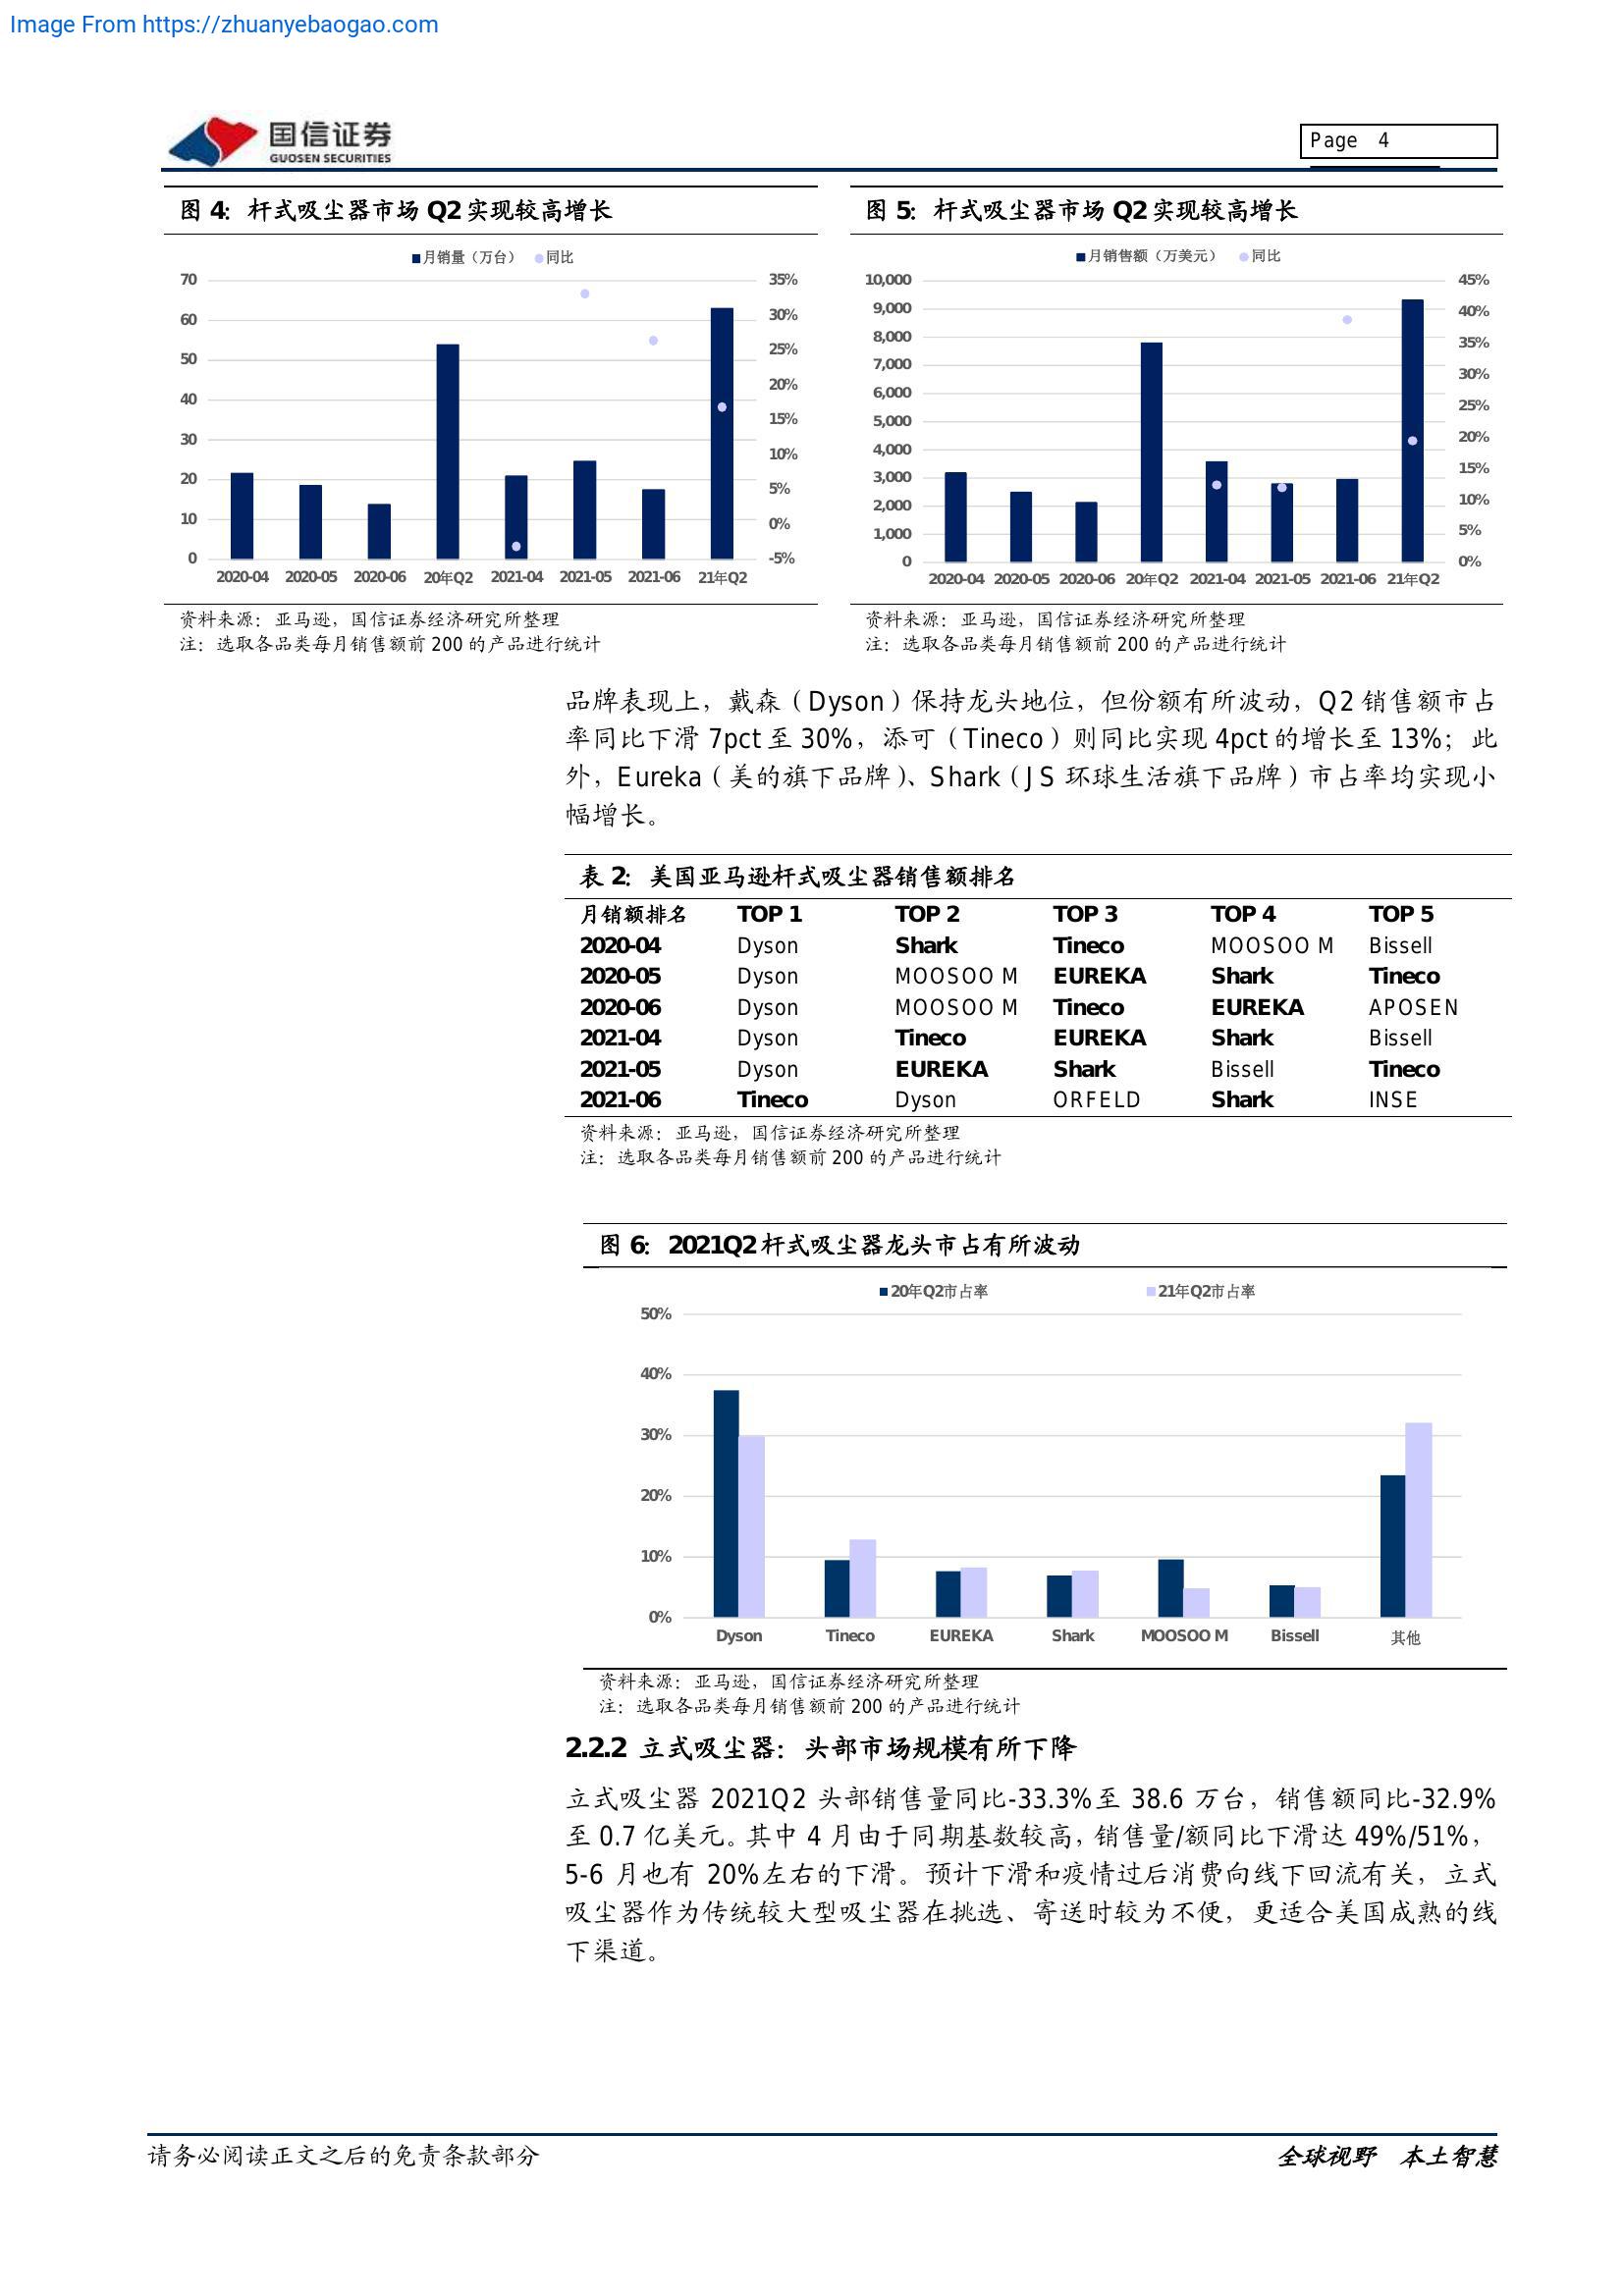 Image From https://zhuanyebaogao.com
国信证券
GUOSEN SECURITIES
Page 4
图 4：杆式吸尘器市场 Q2 实现较高增长
月销量（万台） 同比
70
60
50
40
30
20
10
0
35%
30%
25%
20%
15%
10%
5%
0%
-5%
2020-04 2020-05 2020-06 20年Q2 2021-04 2021-05 2021-06 21年Q2
资料来源：亚马逊，国信证券经济研究所整理
注：选取各品类每月销售额前 200 的产品进行统计
图 5：杆式吸尘器市场 Q2 实现较高增长
月销售额（万美元） 同比
10,000
9,000
8,000
7,000
6,000
5,000
4,000
3,000
2,000
1,000
0
45%
40%
35%
30%
25%
20%
15%
10%
5%
0%
2020-04 2020-05 2020-06 20年Q2 2021-04 2021-05 2021-06 21年Q2
资料来源：亚马逊，国信证券经济研究所整理
注：选取各品类每月销售额前 200 的产品进行统计
品牌表现上，戴森（Dyson）保持龙头地位，但份额有所波动，Q2 销售额市占
率同比下滑 7pct 至 30%，添可（Tineco）则同比实现 4pct 的增长至 13%；此
外，Eureka（美的旗下品牌）、Shark（JS 环球生活旗下品牌）市占率均实现小
幅增长。
表 2：美国亚马逊杆式吸尘器销售额排名
月销额排名 TOP 1 TOP 2 TOP 3 TOP 4 TOP 5
2020-04 Dyson Shark Tineco MOOSOO M Bissell
2020-05 Dyson MOOSOO M EUREKA Shark Tineco
2020-06 Dyson MOOSOO M Tineco EUREKA APOSEN
2021-04 Dyson Tineco EUREKA Shark Bissell
2021-05 Dyson EUREKA Shark Bissell Tineco
2021-06 Tineco Dyson ORFELD Shark INSE
资料来源：亚马逊，国信证券经济研究所整理
注：选取各品类每月销售额前 200 的产品进行统计
图 6：2021Q2 杆式吸尘器龙头市占有所波动
20年Q2市占率 21年Q2市占率
50%
40%
30%
20%
10%
0%
Dyson Tineco EUREKA Shark MOOSOO M Bissell 其他
资料来源：亚马逊，国信证券经济研究所整理
注：选取各品类每月销售额前 200 的产品进行统计
2.2.2 立式吸尘器：头部市场规模有所下降
立式吸尘器 2021Q2 头部销售量同比-33.3%至 38.6 万台，销售额同比-32.9%
至 0.7 亿美元。其中 4 月由于同期基数较高，销售量/额同比下滑达 49%/51%，
5-6 月也有 20%左右的下滑。预计下滑和疫情过后消费向线下回流有关，立式
吸尘器作为传统较大型吸尘器在挑选、寄送时较为不便，更适合美国成熟的线
下渠道。
请务必阅读正文之后的免责条款部分
全球视野 本土智慧